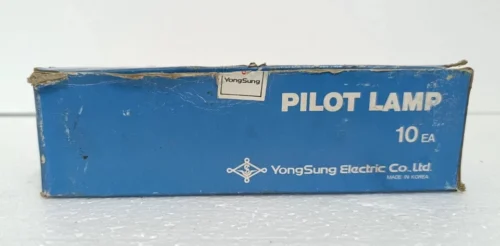 YongSung
PILOT LAMP
10 EA
YongSung Electric Co., Ltd.
MADE IN KOREA